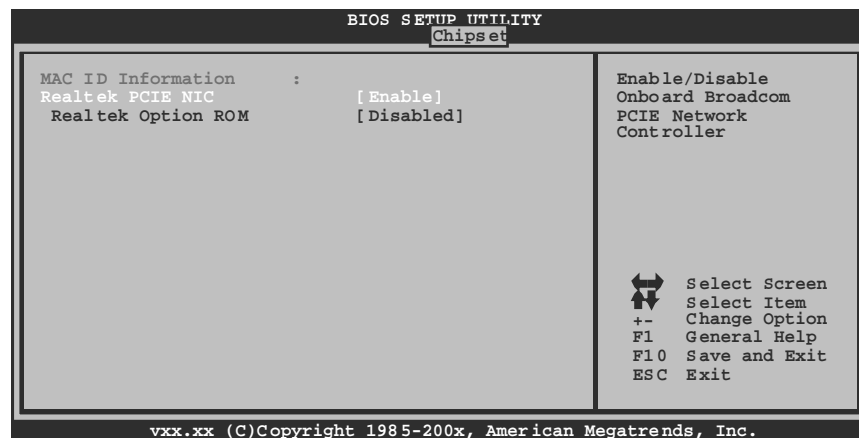 BIOS SETUP UTILITY
Chipset
MAC ID Information :
Realtek PCIE NIC [Enable]
Realtek Option ROM [Disabled]
Enable/Disable
Onboard Broadcom
PCIE Network
Controller
Select Screen
Select Item
+- Change Option
F1 General Help
F10 Save and Exit
ESC Exit
vxx.xx (C)Copyright 1985-200x, American Megatrends, Inc.